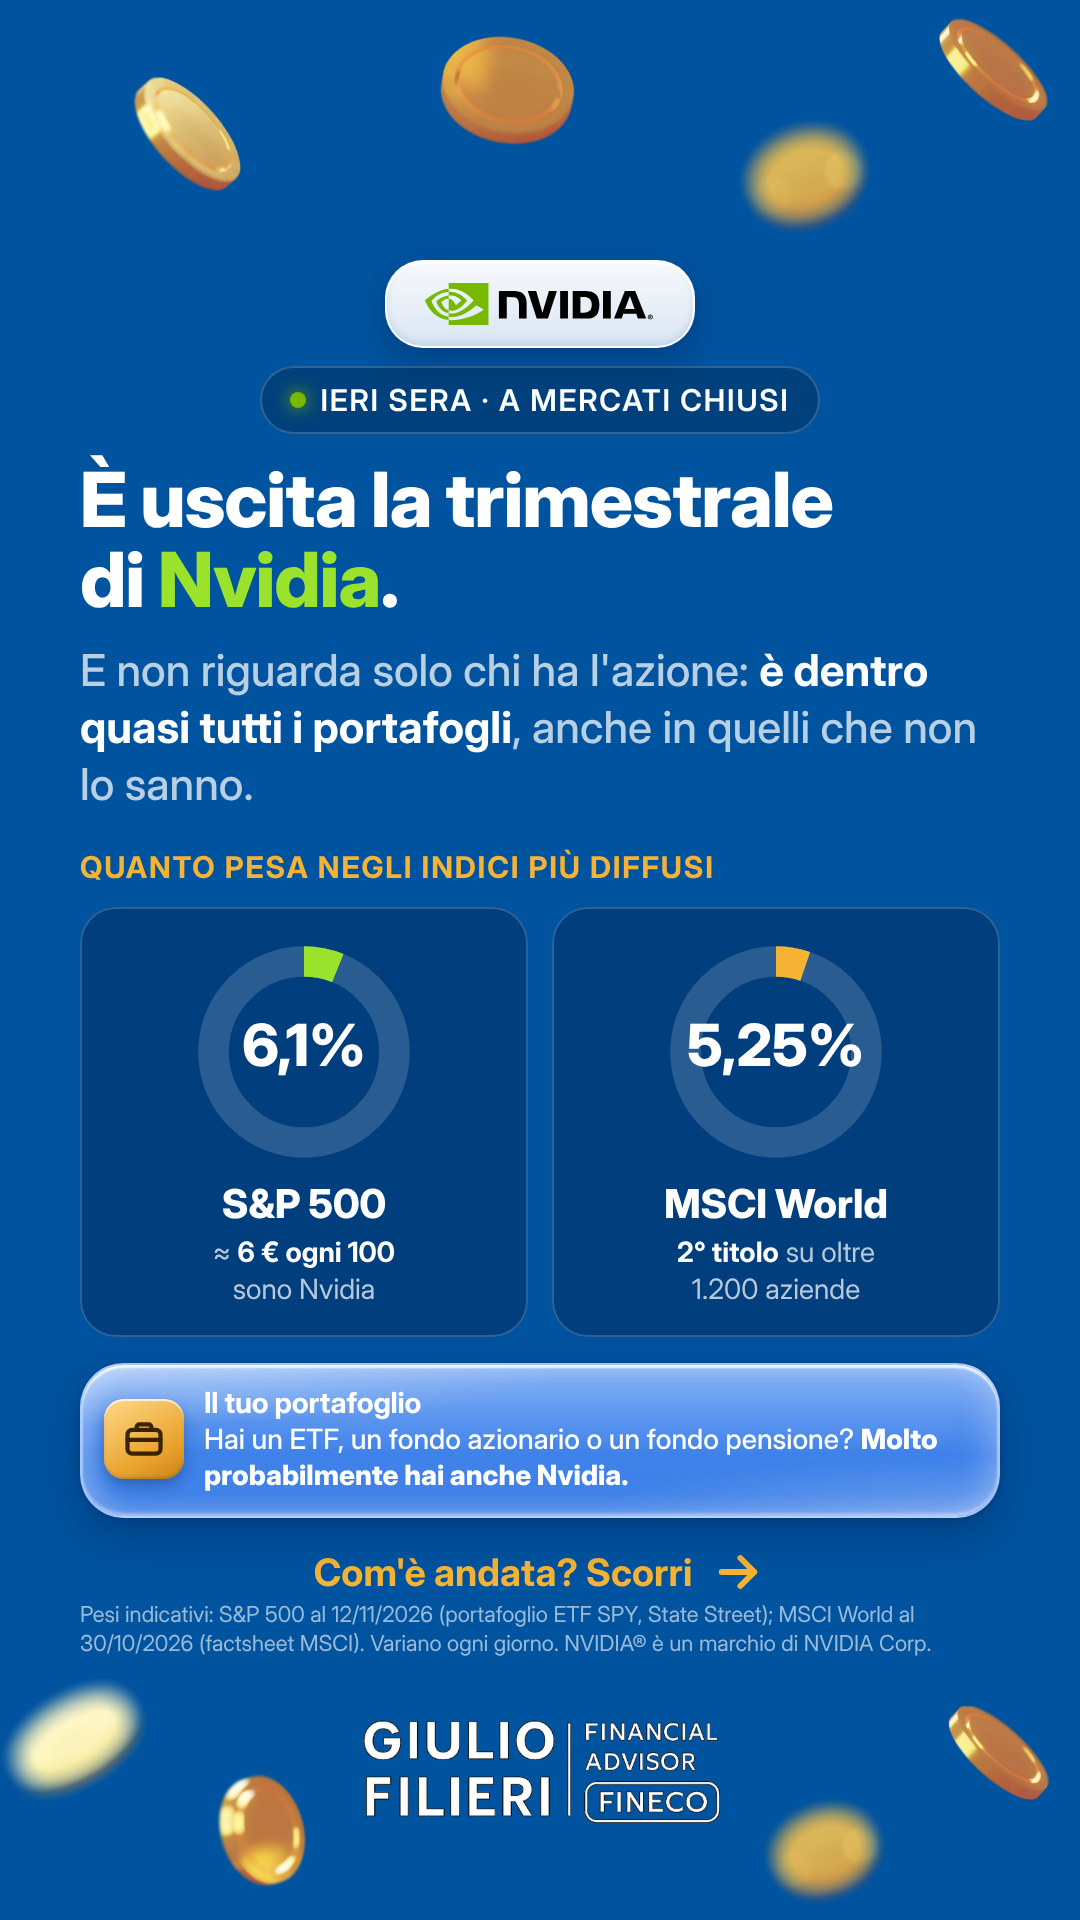 NVIDIA®
IERI SERA · A MERCATI CHIUSI
È uscita la trimestrale
di Nvidia.
E non riguarda solo chi ha l'azione: è dentro
quasi tutti i portafogli, anche in quelli che non
lo sanno.
QUANTO PESA NEGLI INDICI PIÙ DIFFUSI
6,1%
S&P 500
≈ 6 € ogni 100
sono Nvidia
5,25%
MSCI World
2° titolo su oltre
1.200 aziende
Il tuo portafoglio
Hai un ETF, un fondo azionario o un fondo pensione? Molto
probabilmente hai anche Nvidia.
Com'è andata? Scorri →
Pesi indicativi: S&P 500 al 12/11/2026 (portafoglio ETF SPY, State Street); MSCI World al
30/10/2026 (factsheet MSCI). Variano ogni giorno. NVIDIA® è un marchio di NVIDIA Corp.
GIULIO
FILIERI
FINANCIAL
ADVISOR
FINECO